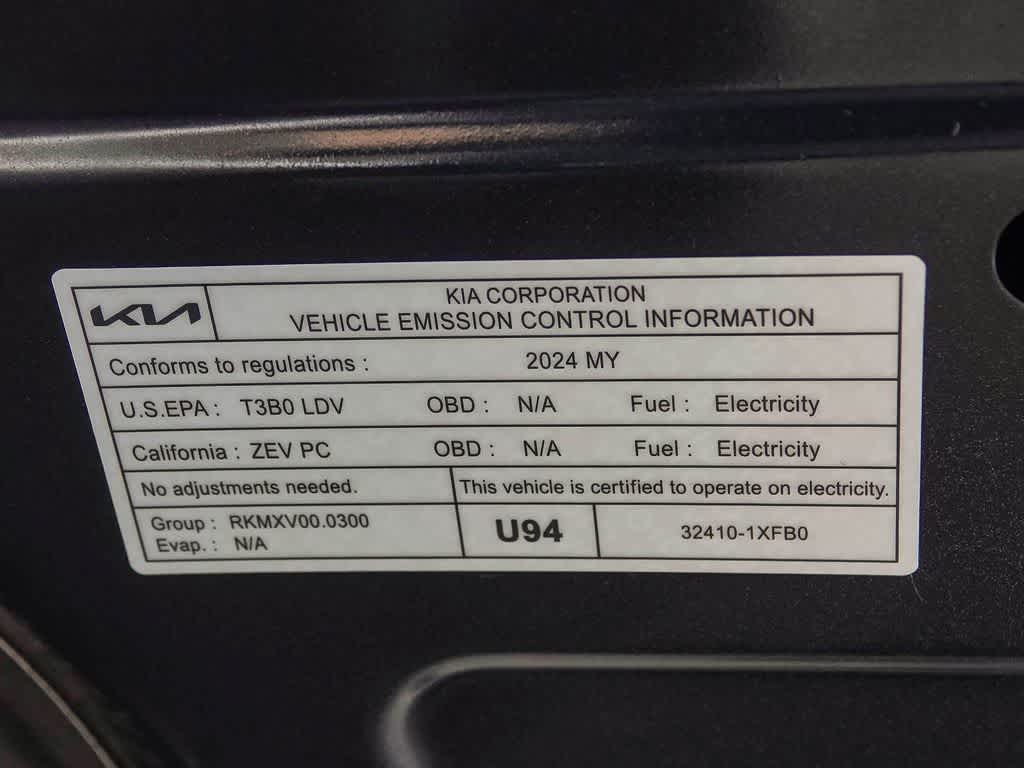 KIA
KIA CORPORATION
VEHICLE EMISSION CONTROL INFORMATION
Conforms to regulations : 2024 MY
U.S.EPA : T3B0 LDV OBD : N/A Fuel : Electricity
California : ZEV PC OBD : N/A Fuel : Electricity
No adjustments needed. This vehicle is certified to operate on electricity.
Group : RKMXV00.0300
Evap. : N/A
U94 32410-1XFB0